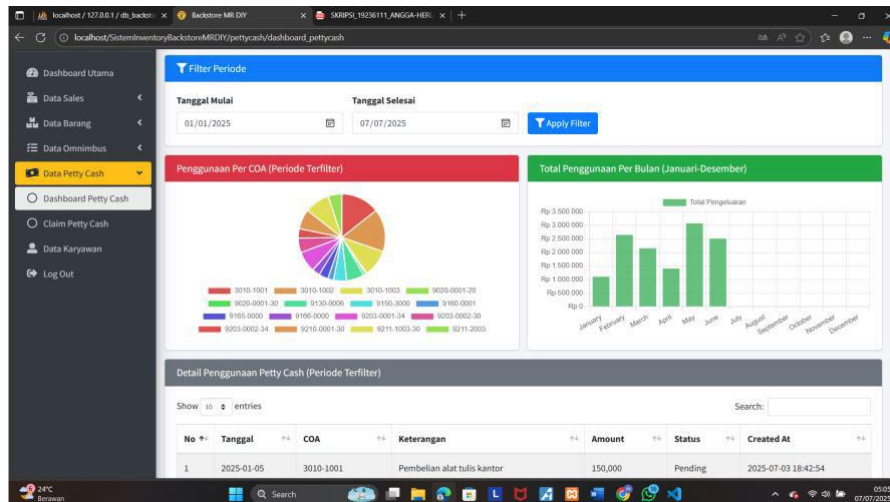 localhost / 127.0.0.1 / db_backsto
Backstore MR DIY
SKRIPSI_19236111_ANGGA-HERL
localhost/SistemInventoryBackstoreMRDIY/pettycash/dashboard_pettycash
Dashboard Utama
Data Sales
Data Barang
Data Omnimbus
Data Petty Cash
Dashboard Petty Cash
Claim Petty Cash
Data Karyawan
Log Out
Filter Periode
Tanggal Mulai
Tanggal Selesai
01/01/2025
07/07/2025
Apply Filter
Penggunaan Per COA (Periode Terfilter)
3010-1001 3010-1002 3010-1003 9020-0001-20
9020-0001-30 9130-0006 9150-3000 9160-0001
9165-0000 9166-0000 9203-0001-34 9203-0002-30
9203-0002-34 9210-0001-30 9211-1003-30 9211-2003
Total Penggunaan Per Bulan (Januari-Desember)
Total Pengeluaran
Rp 3.500.000
Rp 3.000.000
Rp 2.500.000
Rp 2.000.000
Rp 1.500.000
Rp 1.000.000
Rp 500.000
Rp 0
January February March April May June July August September October November December
Detail Penggunaan Petty Cash (Periode Terfilter)
Show 10 entries
Search:
No Tanggal COA Keterangan Amount Status Created At
1 2025-01-05 3010-1001 Pembelian alat tulis kantor 150,000 Pending 2025-07-03 18:42:54
24°C
Berawan
Search
05:05
07/07/2025